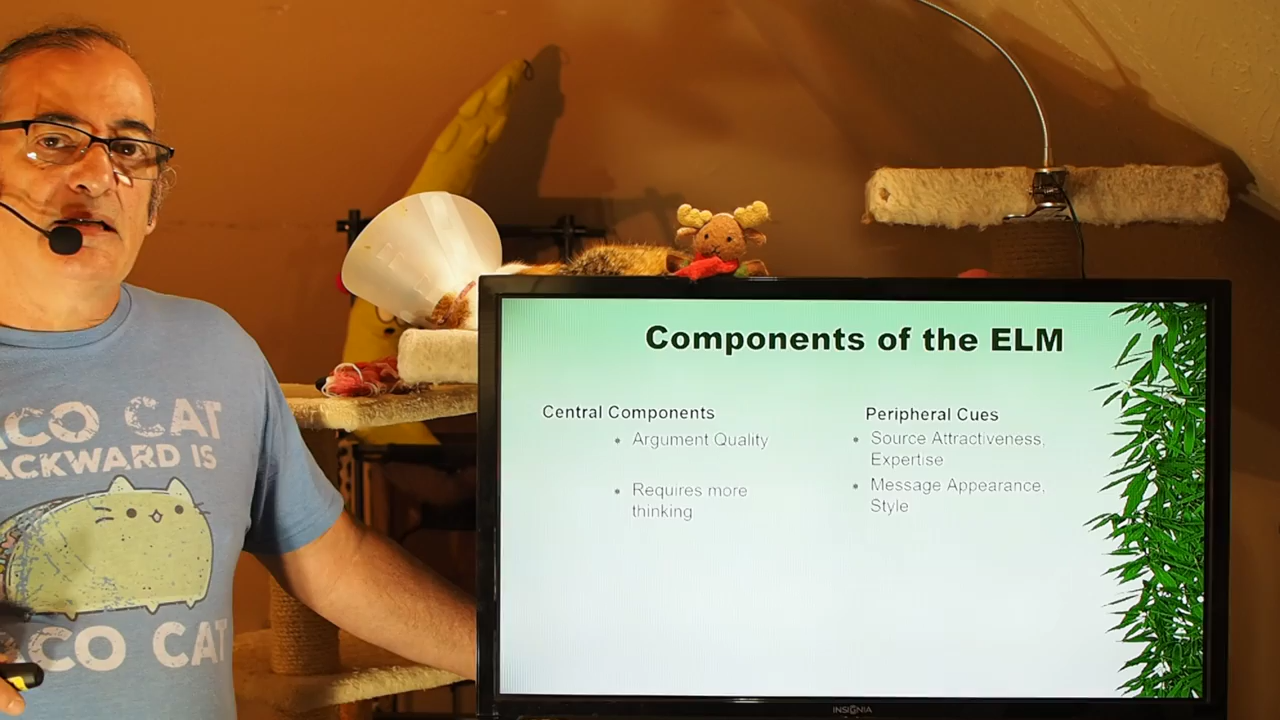 ACO CAT
ACKWARD IS
ACO CAT
Components of the ELM
Central Components
• Argument Quality
• Requires more
thinking
Peripheral Cues
• Source Attractiveness,
Expertise
• Message Appearance,
Style
INSIGNIA